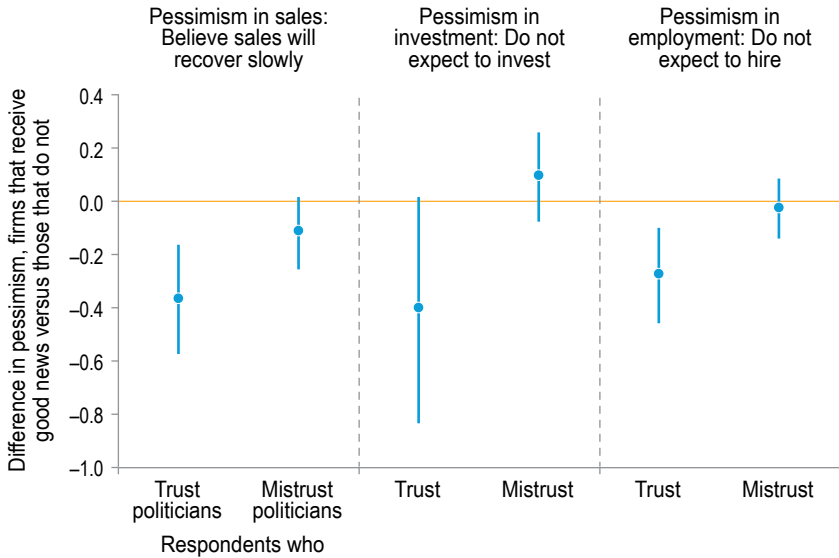 Pessimism in sales:
Believe sales will
recover slowly
Pessimism in
investment: Do not
expect to invest
Pessimism in
employment: Do not
expect to hire
Difference in pessimism, firms that receive
good news versus those that do not
0.4
0.2
0.0
–0.2
–0.4
–0.6
–0.8
–1.0
Trust
politicians
Mistrust
politicians
Trust
Mistrust
Trust
Mistrust
Respondents who